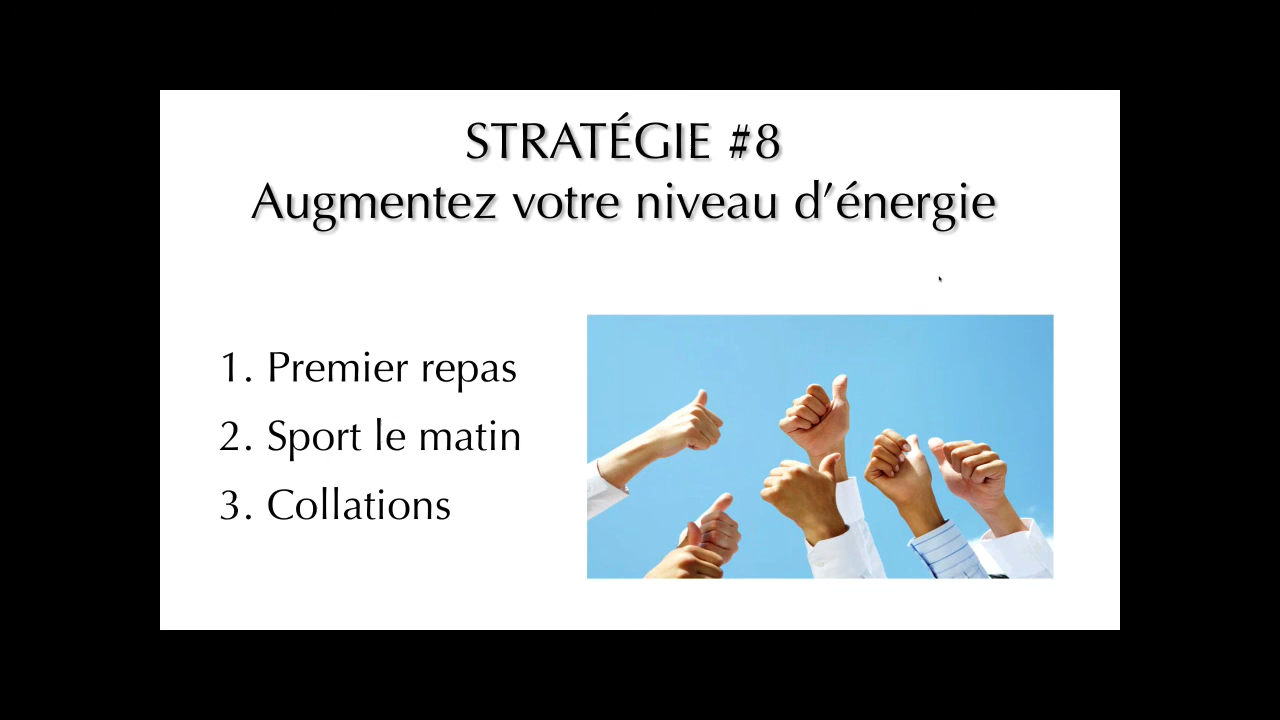 STRATÉGIE #8
Augmentez votre niveau d’énergie
1. Premier repas
2. Sport le matin
3. Collations